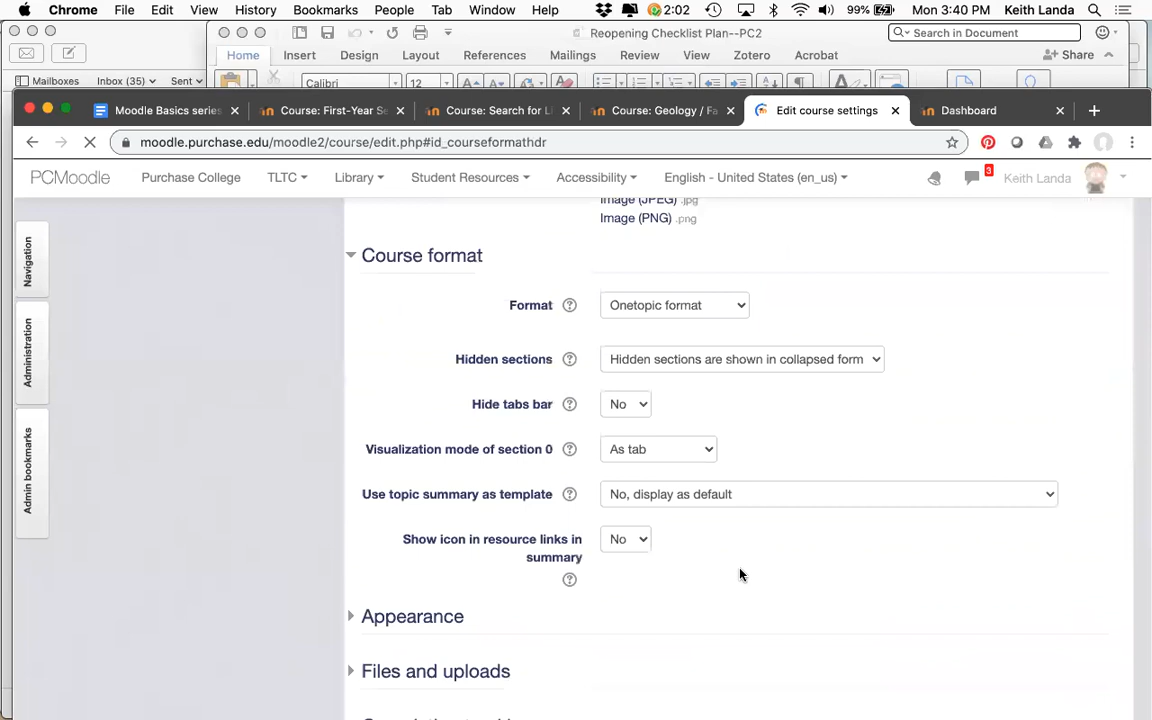 Chrome File Edit View History Bookmarks People Tab Window Help 2:02 99% Mon 3:40 PM Keith Landa
Reopening Checklist Plan--PC2 Search in Document
Home Insert Design Layout References Mailings Review View Zotero Acrobat Share
Mailboxes Inbox (35) Sent Calibri 12
Moodle Basics series Course: First-Year Se Course: Search for Li Course: Geology / Fa Edit course settings Dashboard
moodle.purchase.edu/moodle2/course/edit.php#id_courseformathdr
PCMoodle Purchase College TLTC Library Student Resources Accessibility English - United States (en_us) 3 Keith Landa
Image (JPEG) .jpg
Image (PNG) .png
Navigation
Administration
Admin bookmarks
Course format
Format Onetopic format
Hidden sections Hidden sections are shown in collapsed form
Hide tabs bar No
Visualization mode of section 0 As tab
Use topic summary as template No, display as default
Show icon in resource links in No
summary
Appearance
Files and uploads